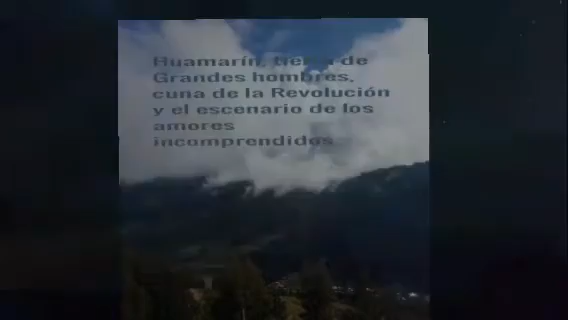 Huamarín, tierra de
Grandes hombres,
cuna de la Revolución
y el escenario de los
amores
incomprendidos